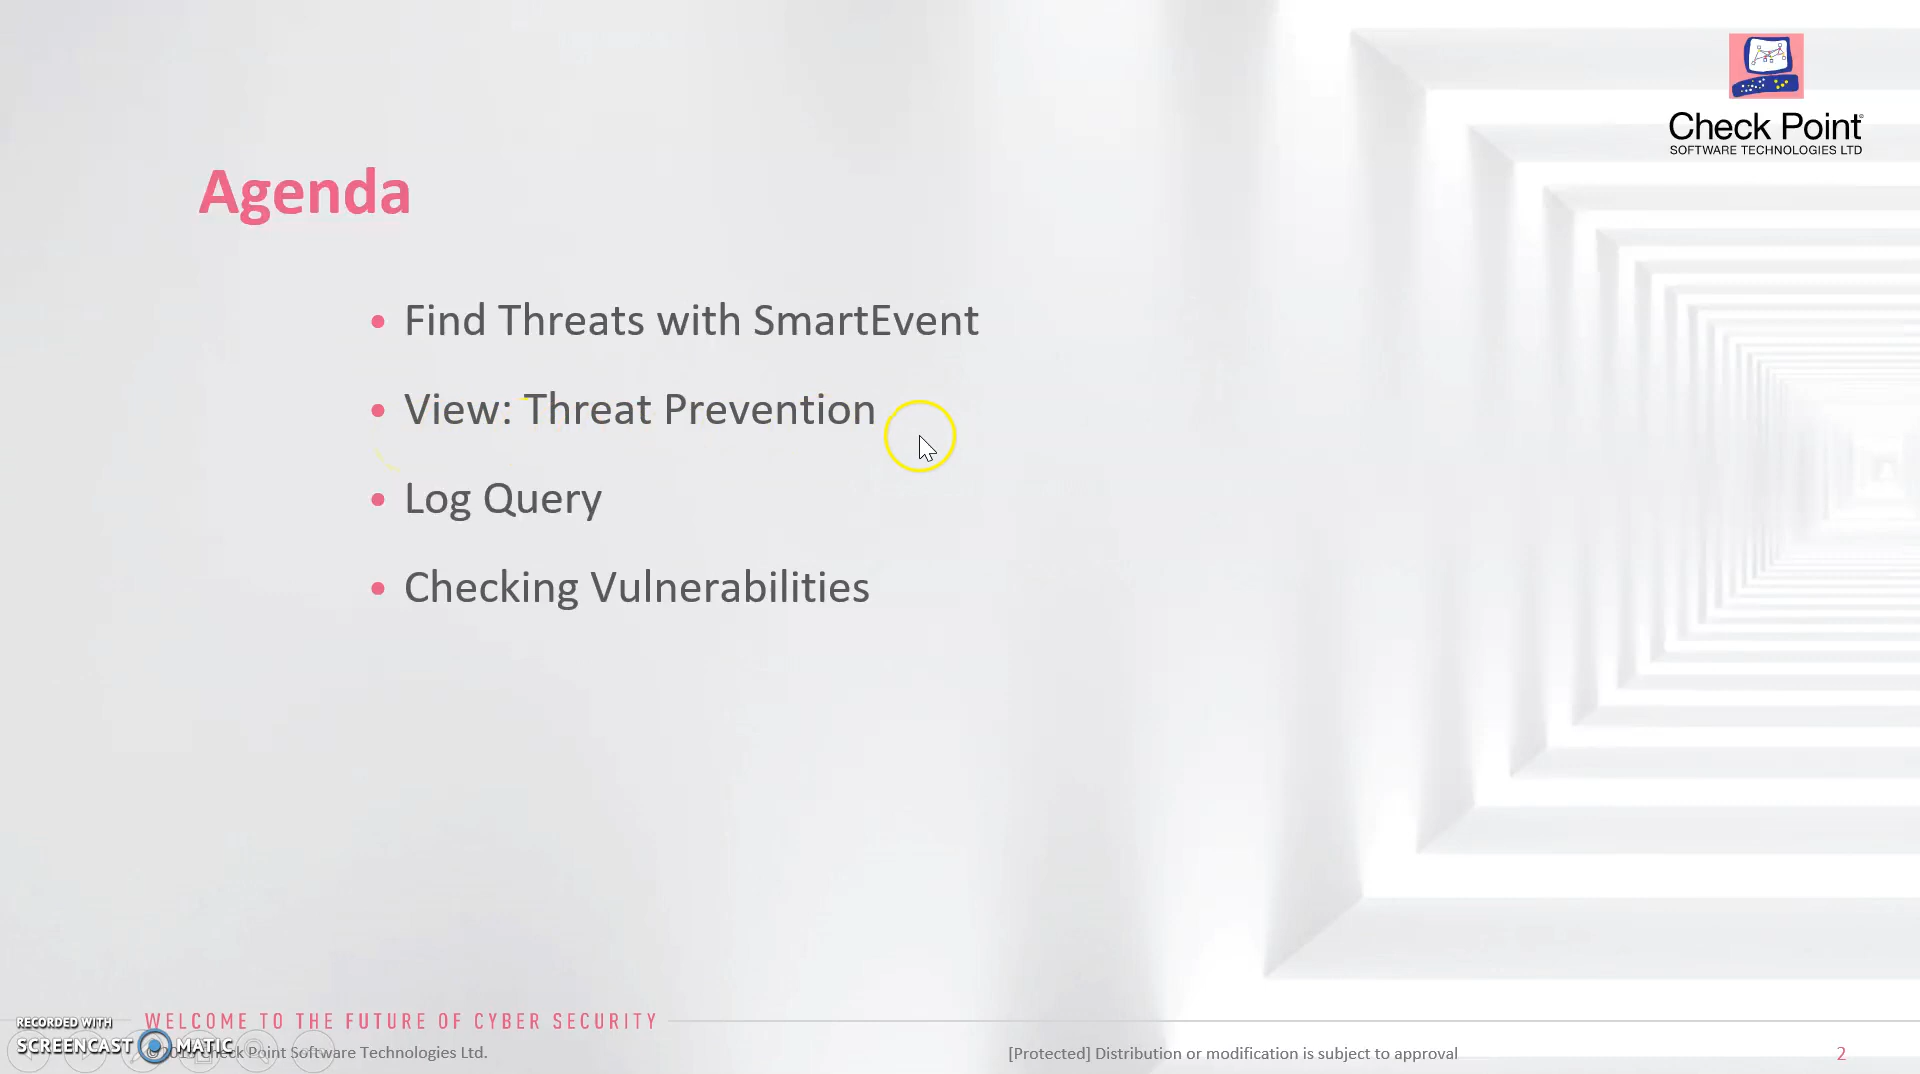 Check Point
SOFTWARE TECHNOLOGIES LTD
Agenda
• Find Threats with SmartEvent
• View: Threat Prevention
• Log Query
• Checking Vulnerabilities
WELCOME TO THE FUTURE OF CYBER SECURITY
RECORDED WITH
SCREENCAST MATIC
Check Point Software Technologies Ltd.
[Protected] Distribution or modification is subject to approval
2